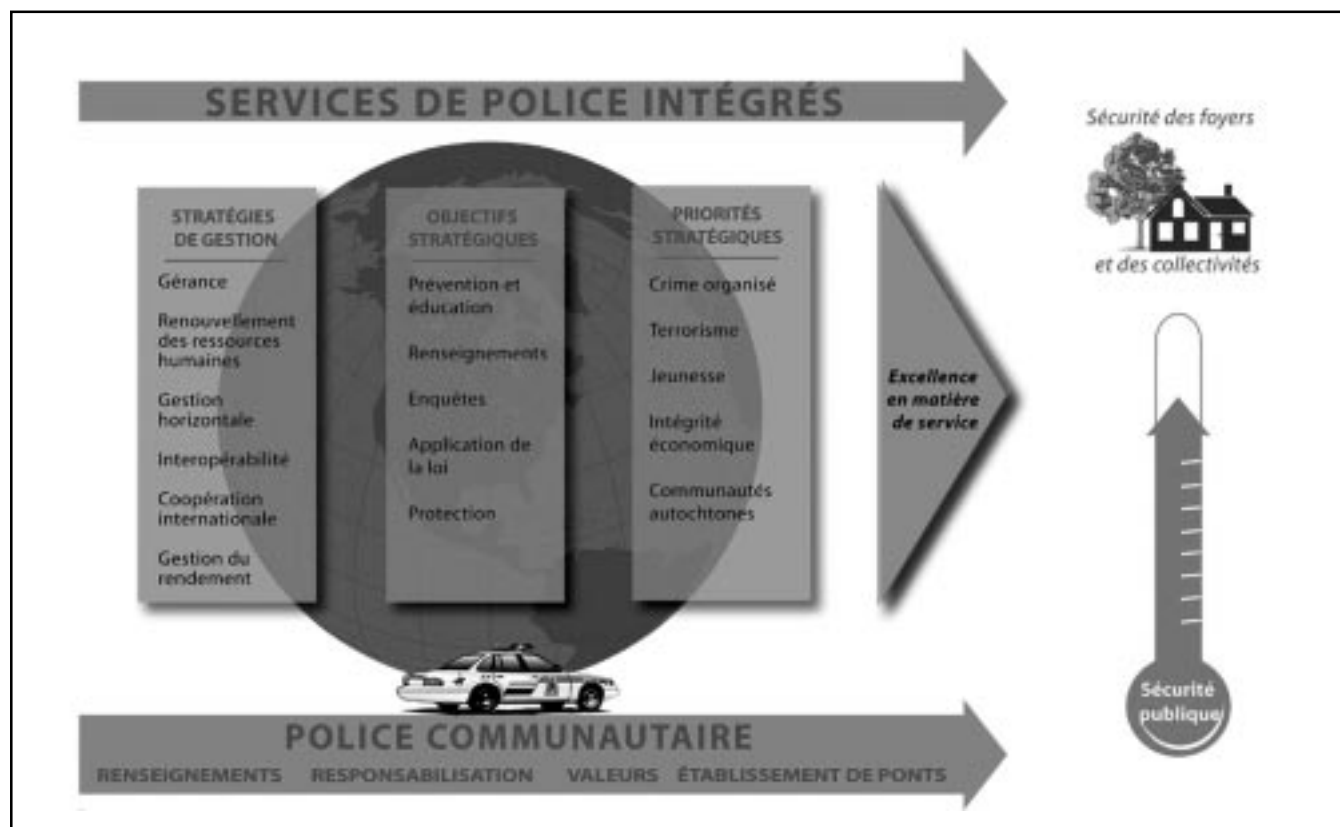 SERVICES DE POLICE INTÉGRÉS
STRATÉGIES
DE GESTION
Gérance
Renouvellement
des ressources
humaines
Gestion
horizontale
Interopérabilité
Coopération
internationale
Gestion du
rendement
OBJECTIFS
STRATÉGIQUES
Prévention et
éducation
Renseignements
Enquêtes
Application de
la loi
Protection
PRIORITÉS
STRATÉGIQUES
Crime organisé
Terrorisme
Jeunesse
Intégrité
économique
Communautés
autochtones
Excellence
en matière
de service
Sécurité des foyers
et des collectivités
Sécurité
publique
POLICE COMMUNAUTAIRE
RENSEIGNEMENTS RESPONSABILISATION VALEURS ÉTABLISSEMENT DE PONTS